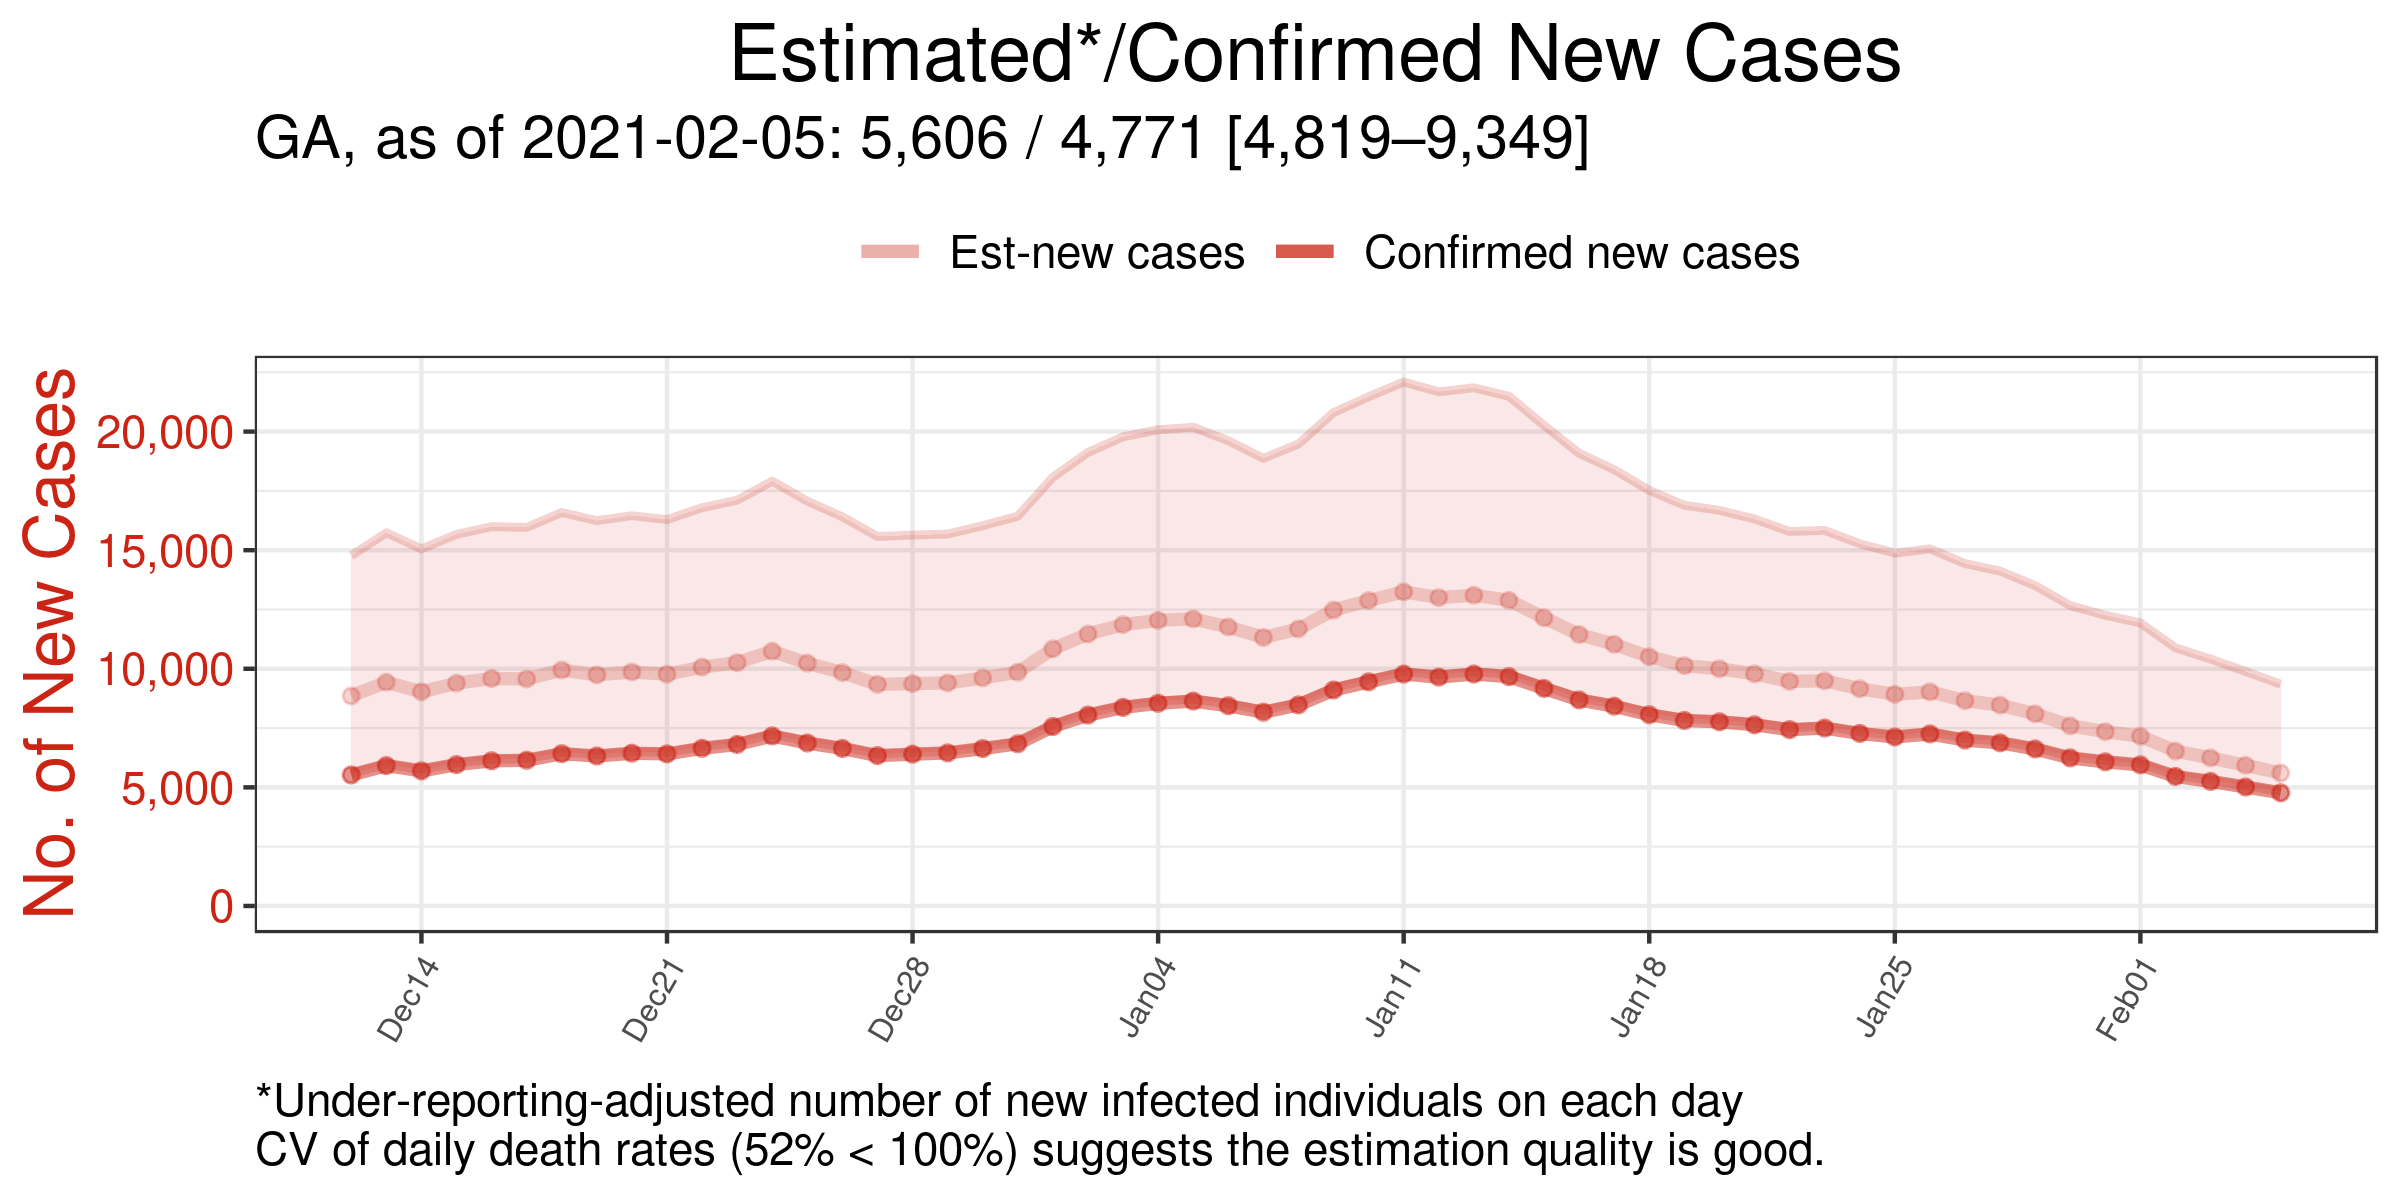 Estimated*/Confirmed New Cases
GA, as of 2021-02-05: 5,606 / 4,771 [4,819–9,349]
Est-new cases Confirmed new cases
No. of New Cases
20,000
15,000
10,000
5,000
0
Dec14 Dec21 Dec28 Jan04 Jan11 Jan18 Jan25 Feb01
*Under-reporting-adjusted number of new infected individuals on each day
CV of daily death rates (52% < 100%) suggests the estimation quality is good.